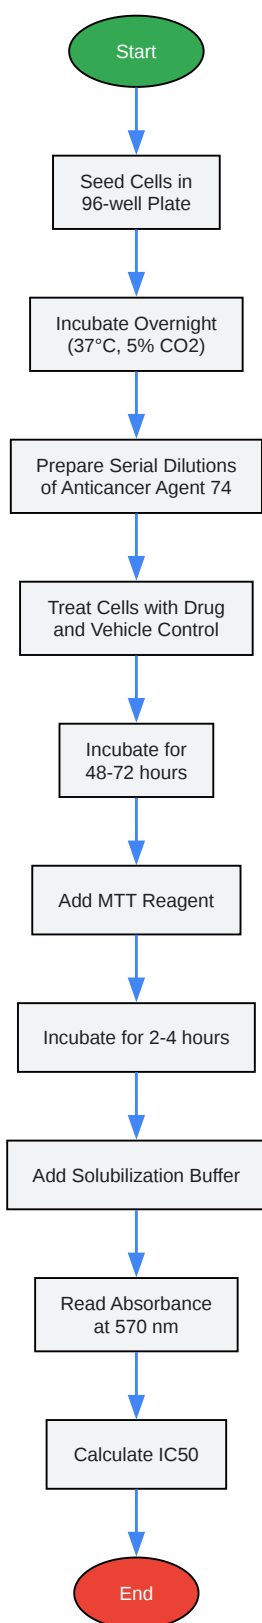 Start
Seed Cells in
96-well Plate
Incubate Overnight
(37°C, 5% CO2)
Prepare Serial Dilutions
of Anticancer Agent 74
Treat Cells with Drug
and Vehicle Control
Incubate for
48-72 hours
Add MTT Reagent
Incubate for 2-4 hours
Add Solubilization Buffer
Read Absorbance
at 570 nm
Calculate IC50
End